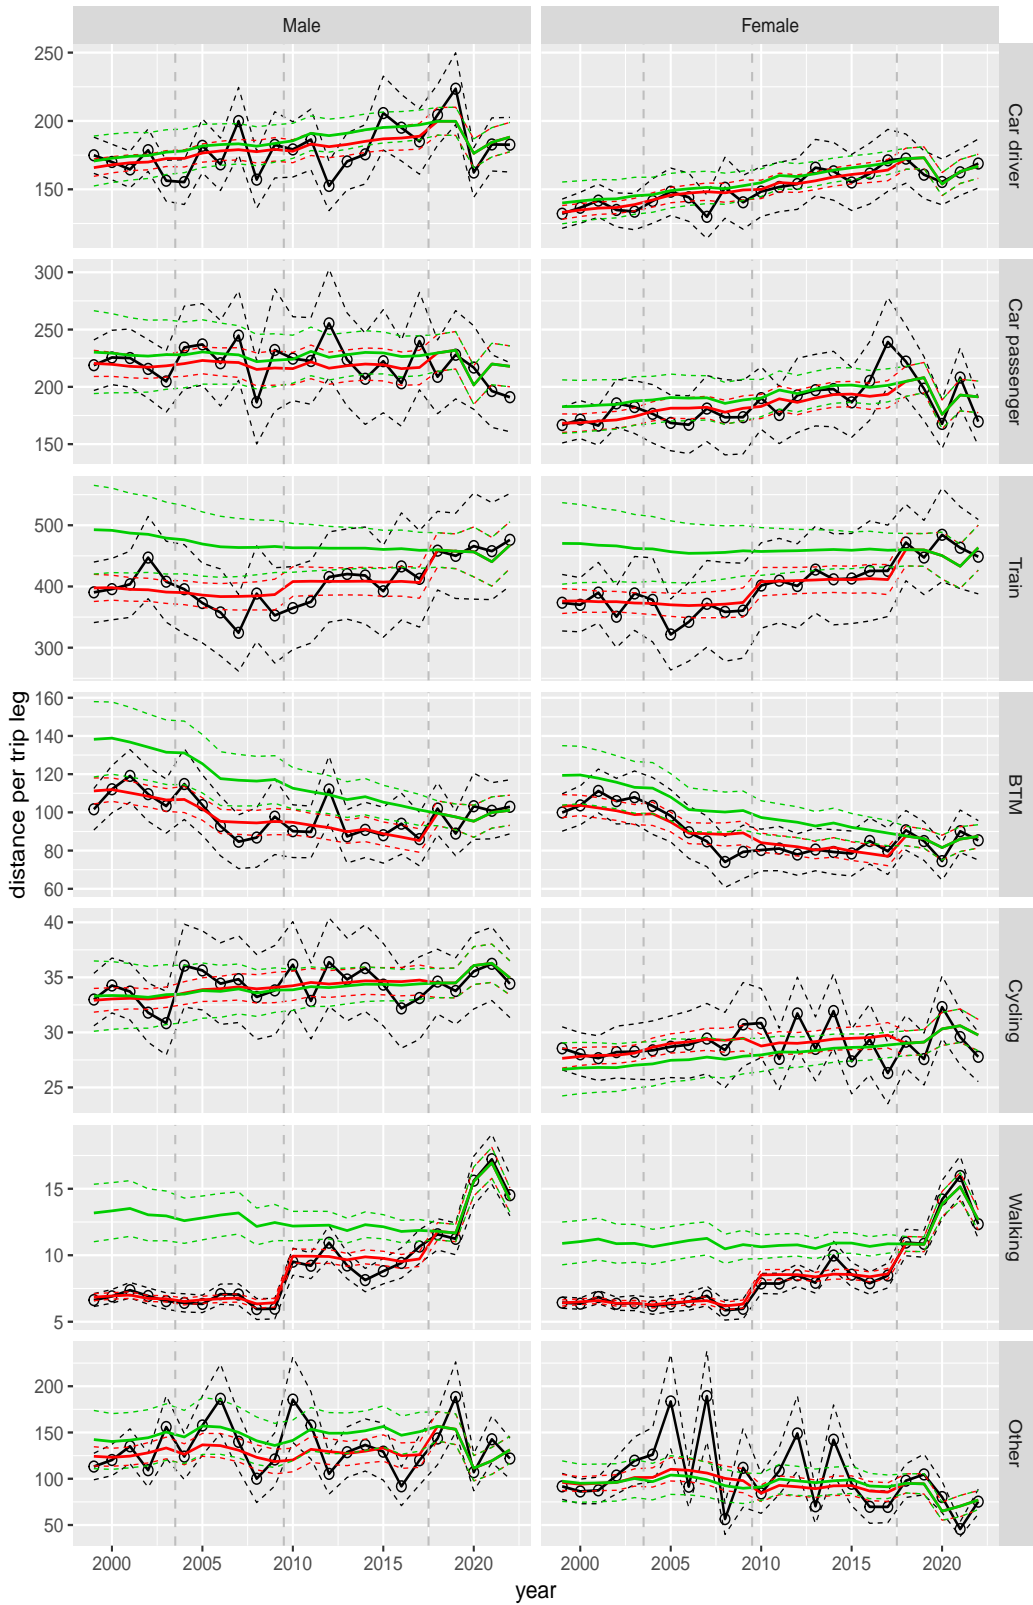 Male Female
250
200
150
Car driver
300
250
200
150
Car passenger
500
400
300
Train
160
140
120
100
80
60
BTM
40
35
30
25
Cycling
15
10
5
Walking
200
150
100
50
Other
distance per trip leg
2000 2005 2010 2015 2020 2000 2005 2010 2015 2020
year